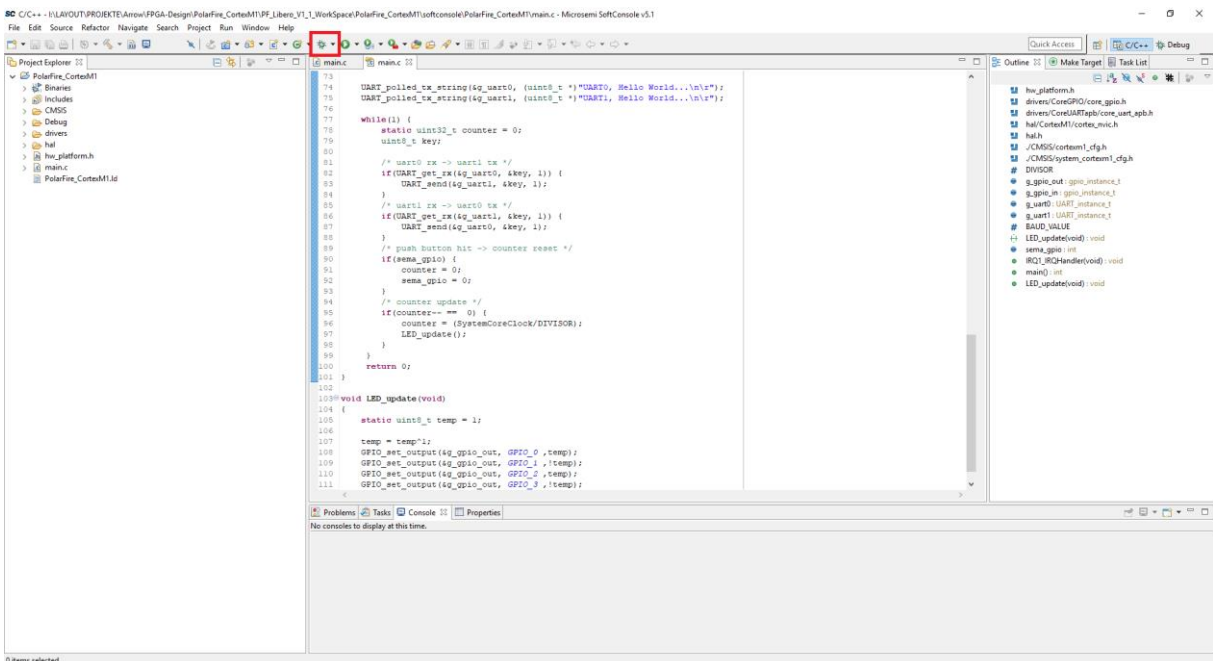 SC C/C++ - I:\LAYOUT\PROJEKTE\Arrow\FPGA-Design\PolarFire_CortexM1\PF_Libero_V1_1_WorkSpace\PolarFire_CortexM1\softconsole\PolarFire_CortexM1\main.c - Microsemi SoftConsole v5.1
File Edit Source Refactor Navigate Search Project Run Window Help
Quick Access C/C++ Debug
Project Explorer
PolarFire_CortexM1
Binaries
Includes
CMSIS
Debug
drivers
hal
hw_platform.h
main.c
PolarFire_CortexM1.ld
main.c main.c
73
74 UART_polled_tx_string(&g_uart0, (uint8_t *)"UART0, Hello World...\n\r");
75 UART_polled_tx_string(&g_uart1, (uint8_t *)"UART1, Hello World...\n\r");
76
77 while(1) {
78 static uint32_t counter = 0;
79 uint8_t key;
80
81 /* uart0 rx -> uart1 tx */
82 if(UART_get_rx(&g_uart0, &key, 1)) {
83 UART_send(&g_uart1, &key, 1);
84 }
85 /* uart1 rx -> uart0 tx */
86 if(UART_get_rx(&g_uart1, &key, 1)) {
87 UART_send(&g_uart0, &key, 1);
88 }
89 /* push button hit -> counter reset */
90 if(sema_gpio) {
91 counter = 0;
92 sema_gpio = 0;
93 }
94 /* counter update */
95 if(counter-- == 0) {
96 counter = (SystemCoreClock/DIVISOR);
97 LED_update();
98 }
99 }
100 return 0;
101 }
102
103 void LED_update(void)
104 {
105 static uint8_t temp = 1;
106
107 temp = temp^1;
108 GPIO_set_output(&g_gpio_out, GPIO_0 ,temp);
109 GPIO_set_output(&g_gpio_out, GPIO_1 ,!temp);
110 GPIO_set_output(&g_gpio_out, GPIO_2 ,temp);
111 GPIO_set_output(&g_gpio_out, GPIO_3 ,!temp);
Outline Make Target Task List
hw_platform.h
drivers/CoreGPIO/core_gpio.h
drivers/CoreUARTapb/core_uart_apb.h
hal/CortexM1/cortex_nvic.h
hal.h
./CMSIS/cortexm1_cfg.h
./CMSIS/system_cortexm1_cfg.h
DIVISOR
g_gpio_out : gpio_instance_t
g_gpio_in : gpio_instance_t
g_uart0 : UART_instance_t
g_uart1 : UART_instance_t
BAUD_VALUE
LED_update(void) : void
sema_gpio : int
IRQ1_IRQHandler(void) : void
main() : int
LED_update(void) : void
Problems Tasks Console Properties
No consoles to display at this time.
0 items selected